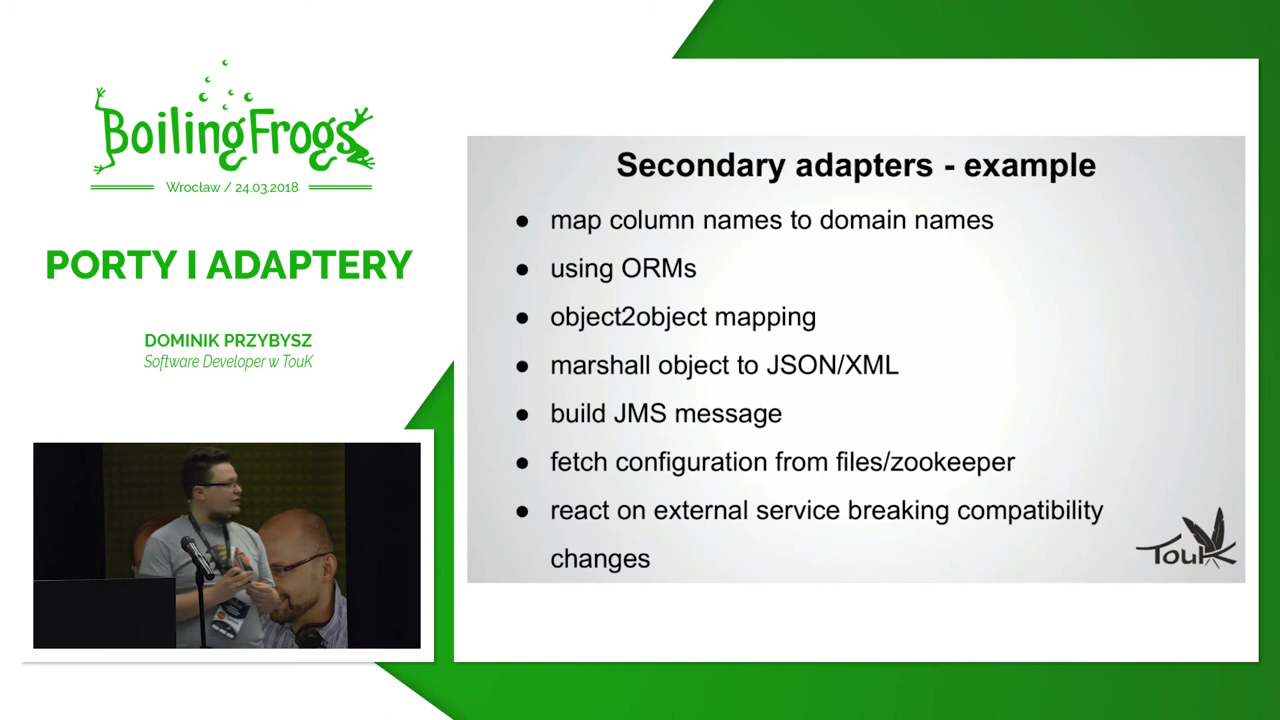 BoilingFrogs
Wrocław / 24.03.2018
PORTY I ADAPTERY
DOMINIK PRZYBYSZ
Software Developer w TouK
Secondary adapters - example
● map column names to domain names
● using ORMs
● object2object mapping
● marshall object to JSON/XML
● build JMS message
● fetch configuration from files/zookeeper
● react on external service breaking compatibility
changes
TouK